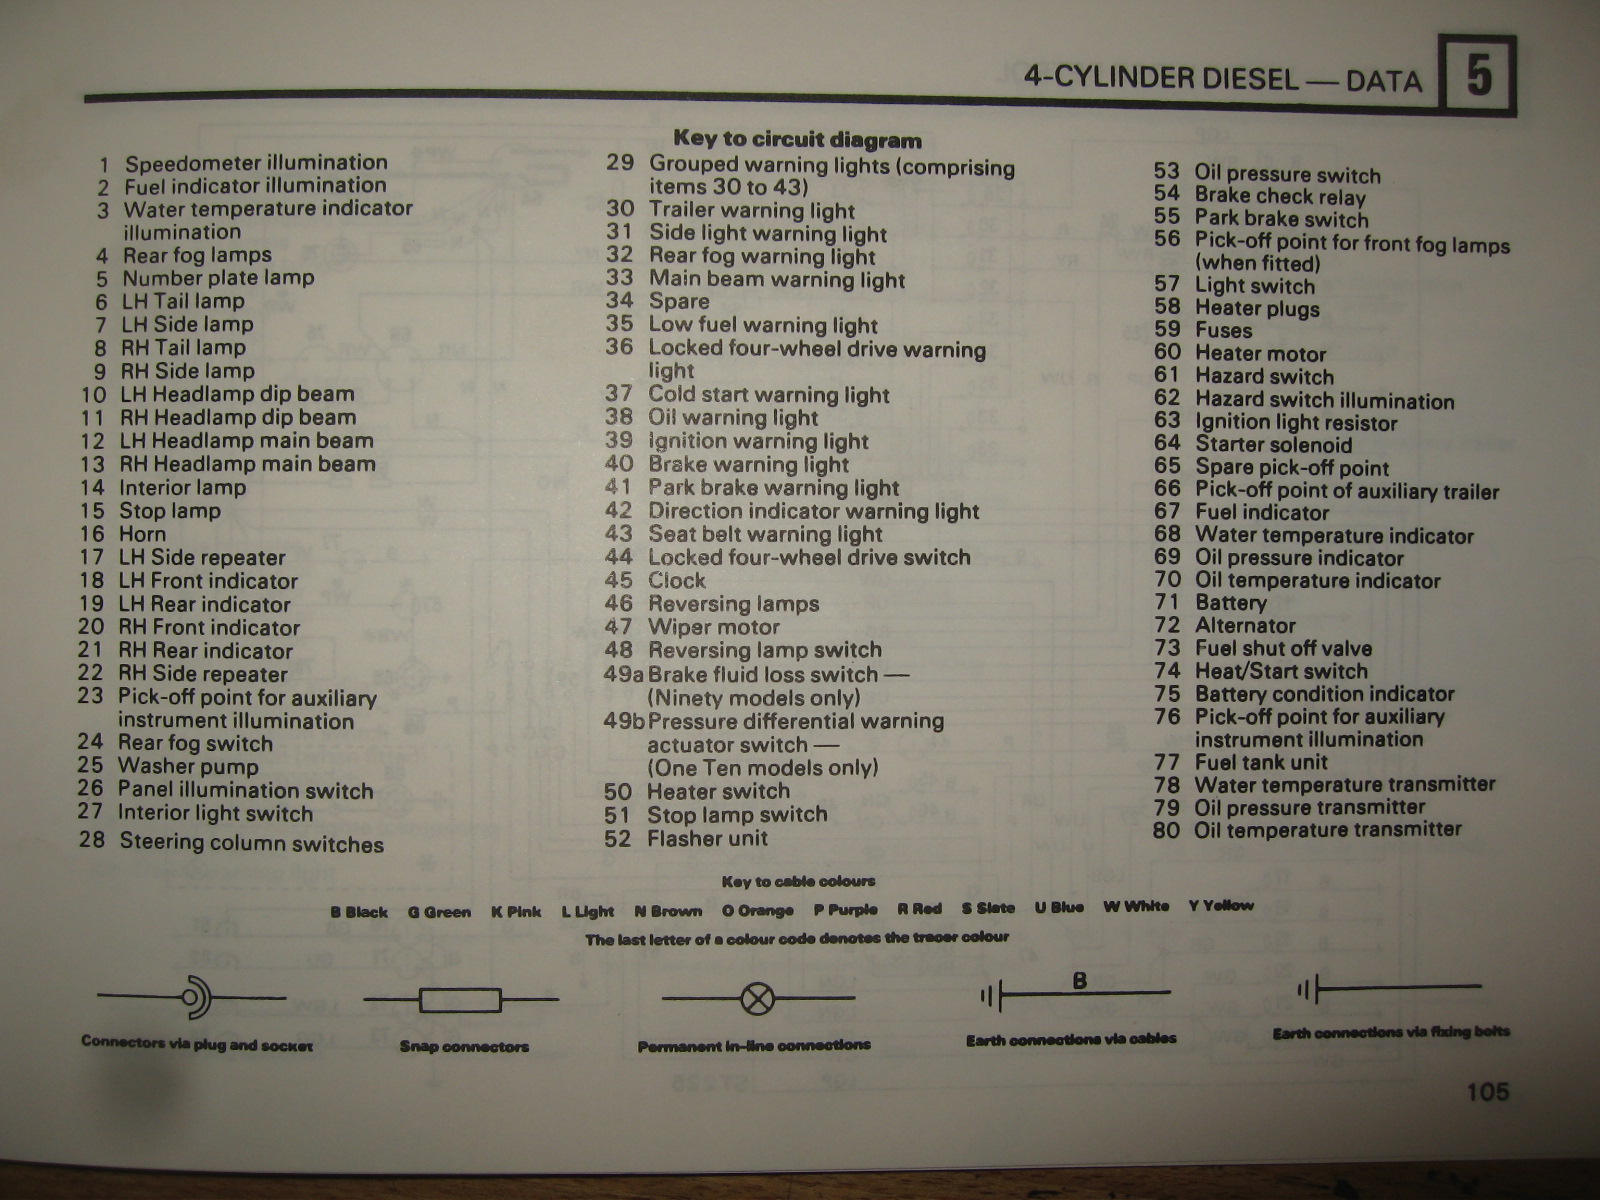 4-CYLINDER DIESEL — DATA 5
Key to circuit diagram
1 Speedometer illumination
2 Fuel indicator illumination
3 Water temperature indicator
illumination
4 Rear fog lamps
5 Number plate lamp
6 LH Tail lamp
7 LH Side lamp
8 RH Tail lamp
9 RH Side lamp
10 LH Headlamp dip beam
11 RH Headlamp dip beam
12 LH Headlamp main beam
13 RH Headlamp main beam
14 Interior lamp
15 Stop lamp
16 Horn
17 LH Side repeater
18 LH Front indicator
19 LH Rear indicator
20 RH Front indicator
21 RH Rear indicator
22 RH Side repeater
23 Pick-off point for auxiliary
instrument illumination
24 Rear fog switch
25 Washer pump
26 Panel illumination switch
27 Interior light switch
28 Steering column switches
29 Grouped warning lights (comprising
items 30 to 43)
30 Trailer warning light
31 Side light warning light
32 Rear fog warning light
33 Main beam warning light
34 Spare
35 Low fuel warning light
36 Locked four-wheel drive warning
light
37 Cold start warning light
38 Oil warning light
39 Ignition warning light
40 Brake warning light
41 Park brake warning light
42 Direction indicator warning light
43 Seat belt warning light
44 Locked four-wheel drive switch
45 Clock
46 Reversing lamps
47 Wiper motor
48 Reversing lamp switch
49a Brake fluid loss switch —
(Ninety models only)
49b Pressure differential warning
actuator switch —
(One Ten models only)
50 Heater switch
51 Stop lamp switch
52 Flasher unit
53 Oil pressure switch
54 Brake check relay
55 Park brake switch
56 Pick-off point for front fog lamps
(when fitted)
57 Light switch
58 Heater plugs
59 Fuses
60 Heater motor
61 Hazard switch
62 Hazard switch illumination
63 Ignition light resistor
64 Starter solenoid
65 Spare pick-off point
66 Pick-off point of auxiliary trailer
67 Fuel indicator
68 Water temperature indicator
69 Oil pressure indicator
70 Oil temperature indicator
71 Battery
72 Alternator
73 Fuel shut off valve
74 Heat/Start switch
75 Battery condition indicator
76 Pick-off point for auxiliary
instrument illumination
77 Fuel tank unit
78 Water temperature transmitter
79 Oil pressure transmitter
80 Oil temperature transmitter
Key to cable colours
B Black G Green K Pink L Light N Brown O Orange P Purple R Red S Slate U Blue W White Y Yellow
The last letter of a colour code denotes the tracer colour
B
Connectors via plug and socket
Snap connectors
Permanent in-line connections
Earth connections via cables
Earth connections via fixing bolts
105